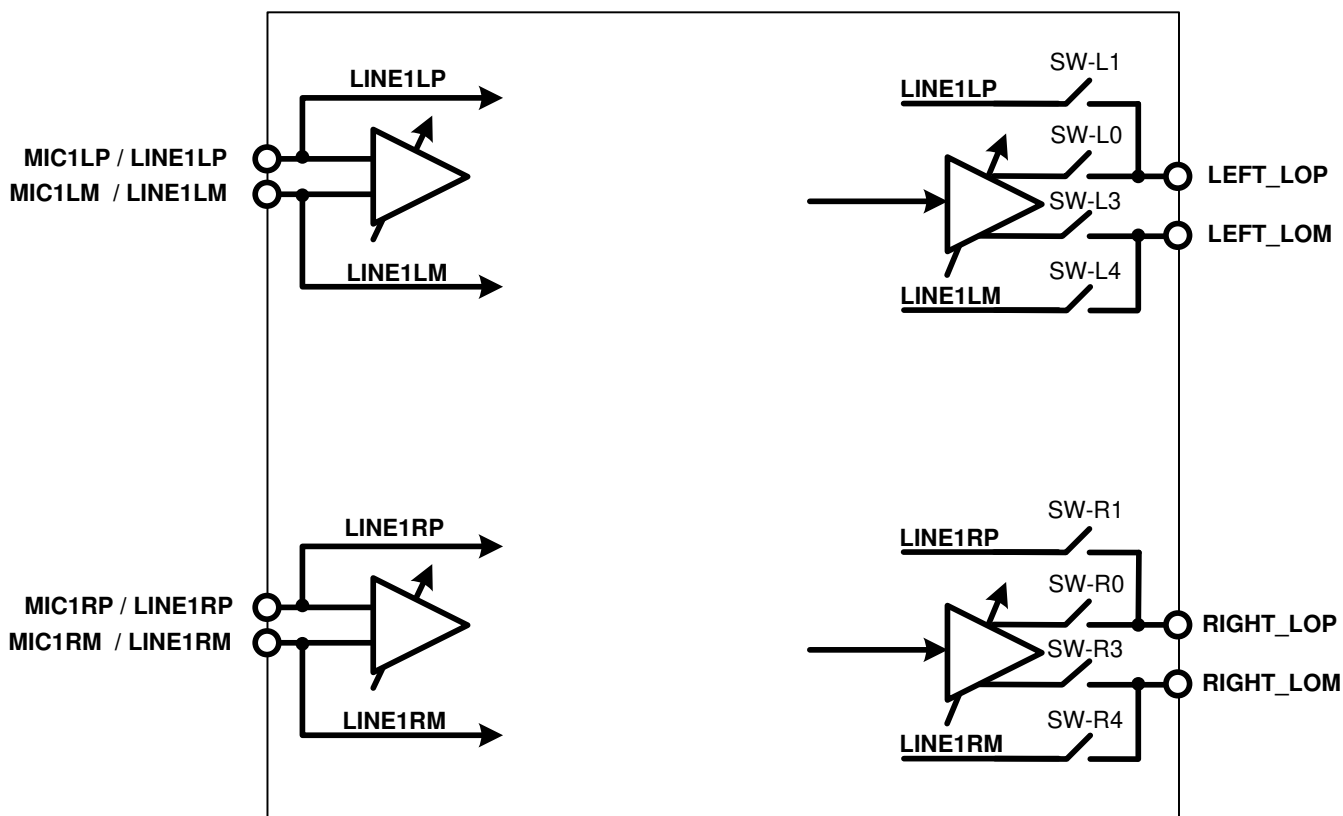 LINE1LP
MIC1LP / LINE1LP
MIC1LM / LINE1LM
LINE1LM
SW-L1
LINE1LP
SW-L0
LEFT_LOP
SW-L3
LEFT_LOM
SW-L4
LINE1LM
LINE1RP
MIC1RP / LINE1RP
MIC1RM / LINE1RM
LINE1RM
SW-R1
LINE1RP
SW-R0
RIGHT_LOP
SW-R3
RIGHT_LOM
SW-R4
LINE1RM